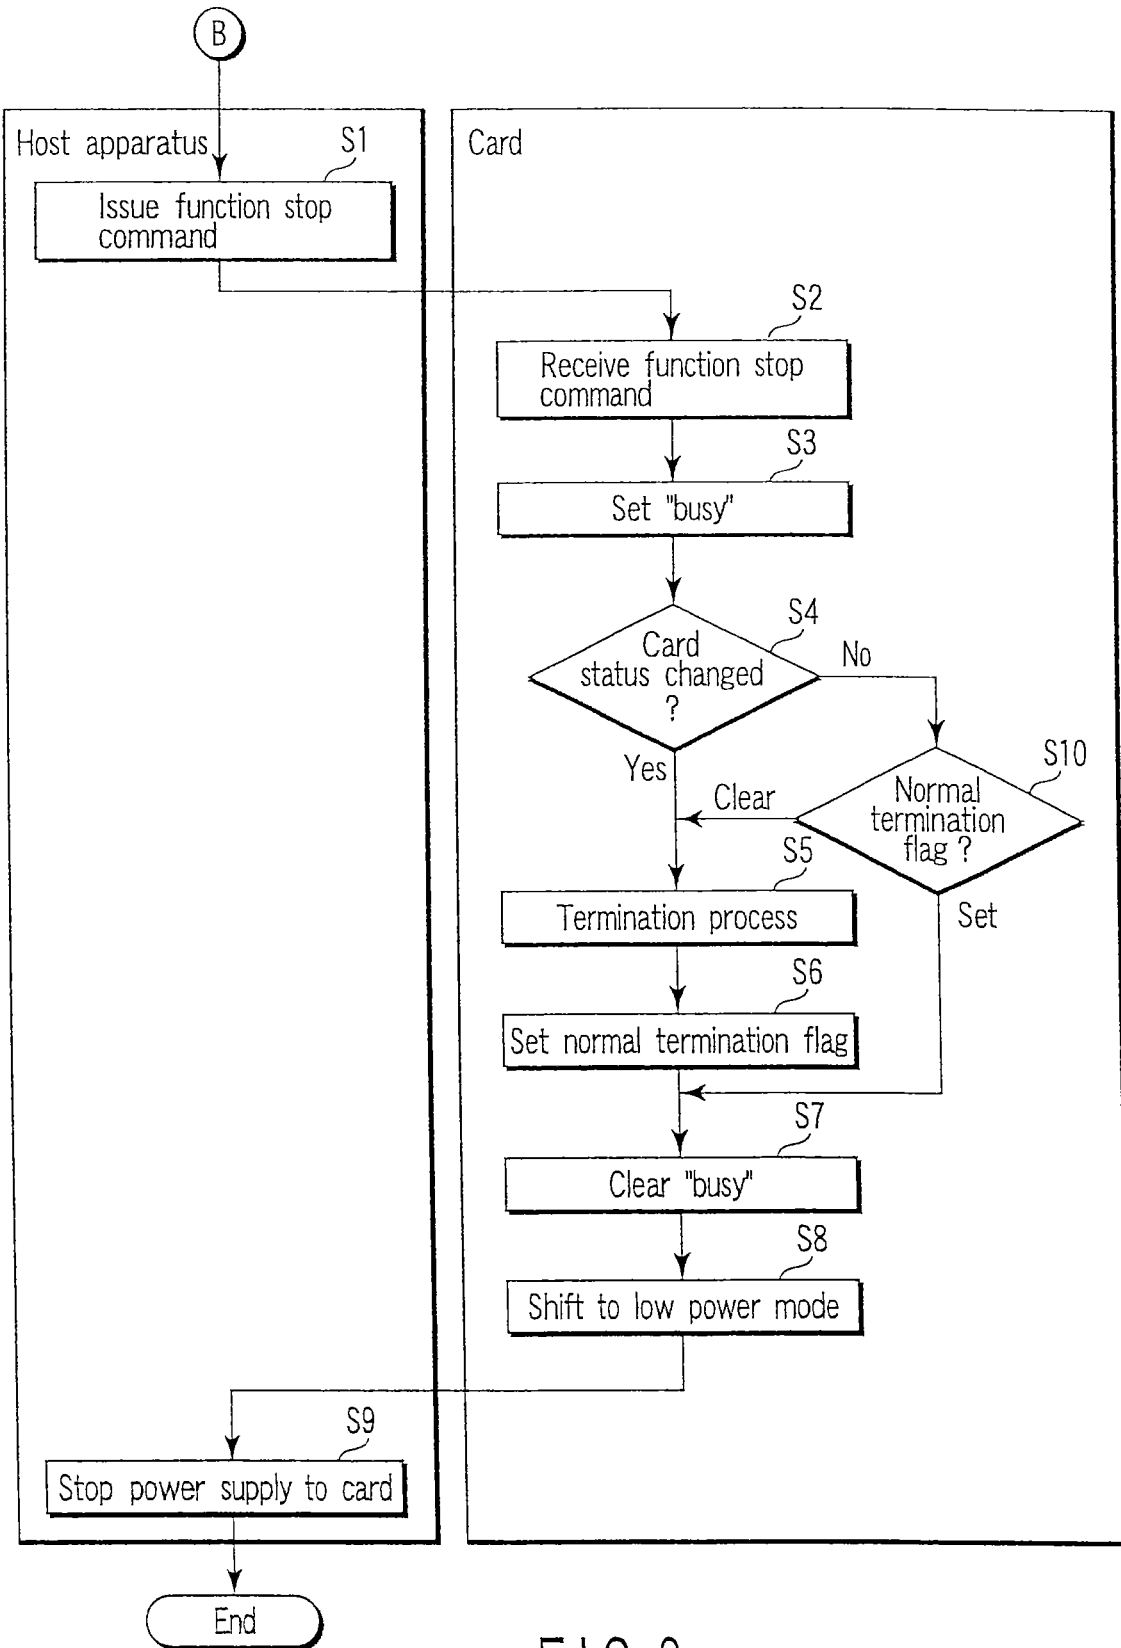 B
Host apparatus
S1
Issue function stop
command
Card
S2
Receive function stop
command
S3
Set "busy"
S4
Card
status changed
?
No
Yes
S10
Normal
termination
flag ?
Clear
Set
S5
Termination process
S6
Set normal termination flag
S7
Clear "busy"
S8
Shift to low power mode
S9
Stop power supply to card
End